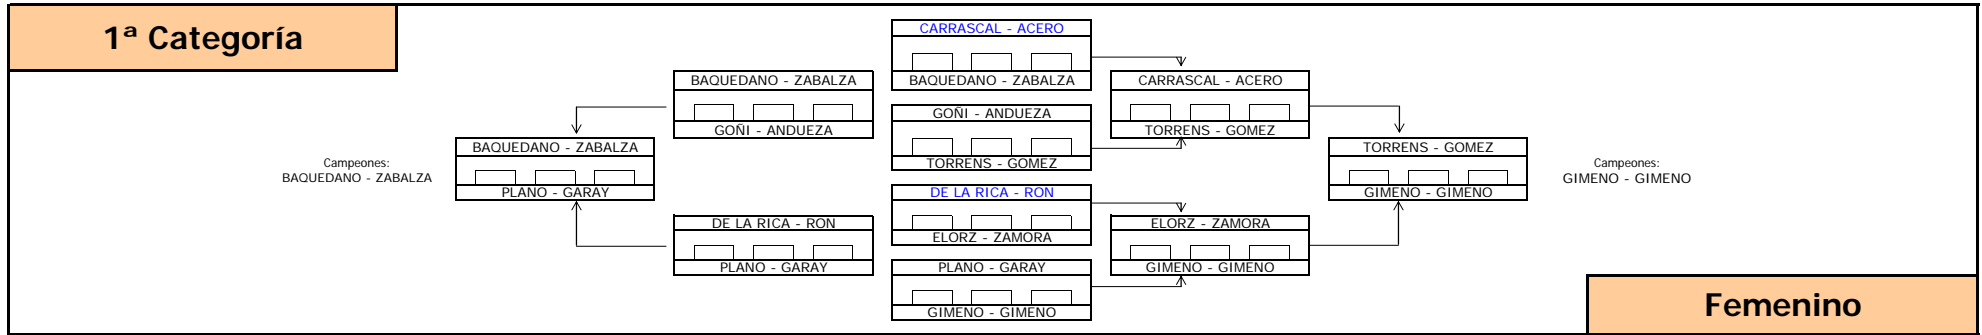 1ª Categoría
Campeones:
BAQUEDANO - ZABALZA
BAQUEDANO - ZABALZA
PLANO - GARAY
BAQUEDANO - ZABALZA
GOÑI - ANDUEZA
DE LA RICA - RON
PLANO - GARAY
CARRASCAL - ACERO
BAQUEDANO - ZABALZA
GOÑI - ANDUEZA
TORRENS - GOMEZ
DE LA RICA - RON
ELORZ - ZAMORA
PLANO - GARAY
GIMENO - GIMENO
CARRASCAL - ACERO
TORRENS - GOMEZ
ELORZ - ZAMORA
GIMENO - GIMENO
TORRENS - GOMEZ
GIMENO - GIMENO
Campeones:
GIMENO - GIMENO
Femenino